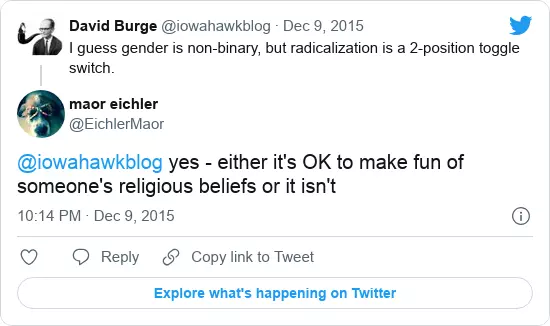 David Burge @iowahawkblog · Dec 9, 2015
I guess gender is non-binary, but radicalization is a 2-position toggle
switch.
maor eichler
@EichlerMaor
@iowahawkblog yes - either it's OK to make fun of
someone's religious beliefs or it isn't
10:14 PM · Dec 9, 2015
Reply Copy link to Tweet
Explore what's happening on Twitter